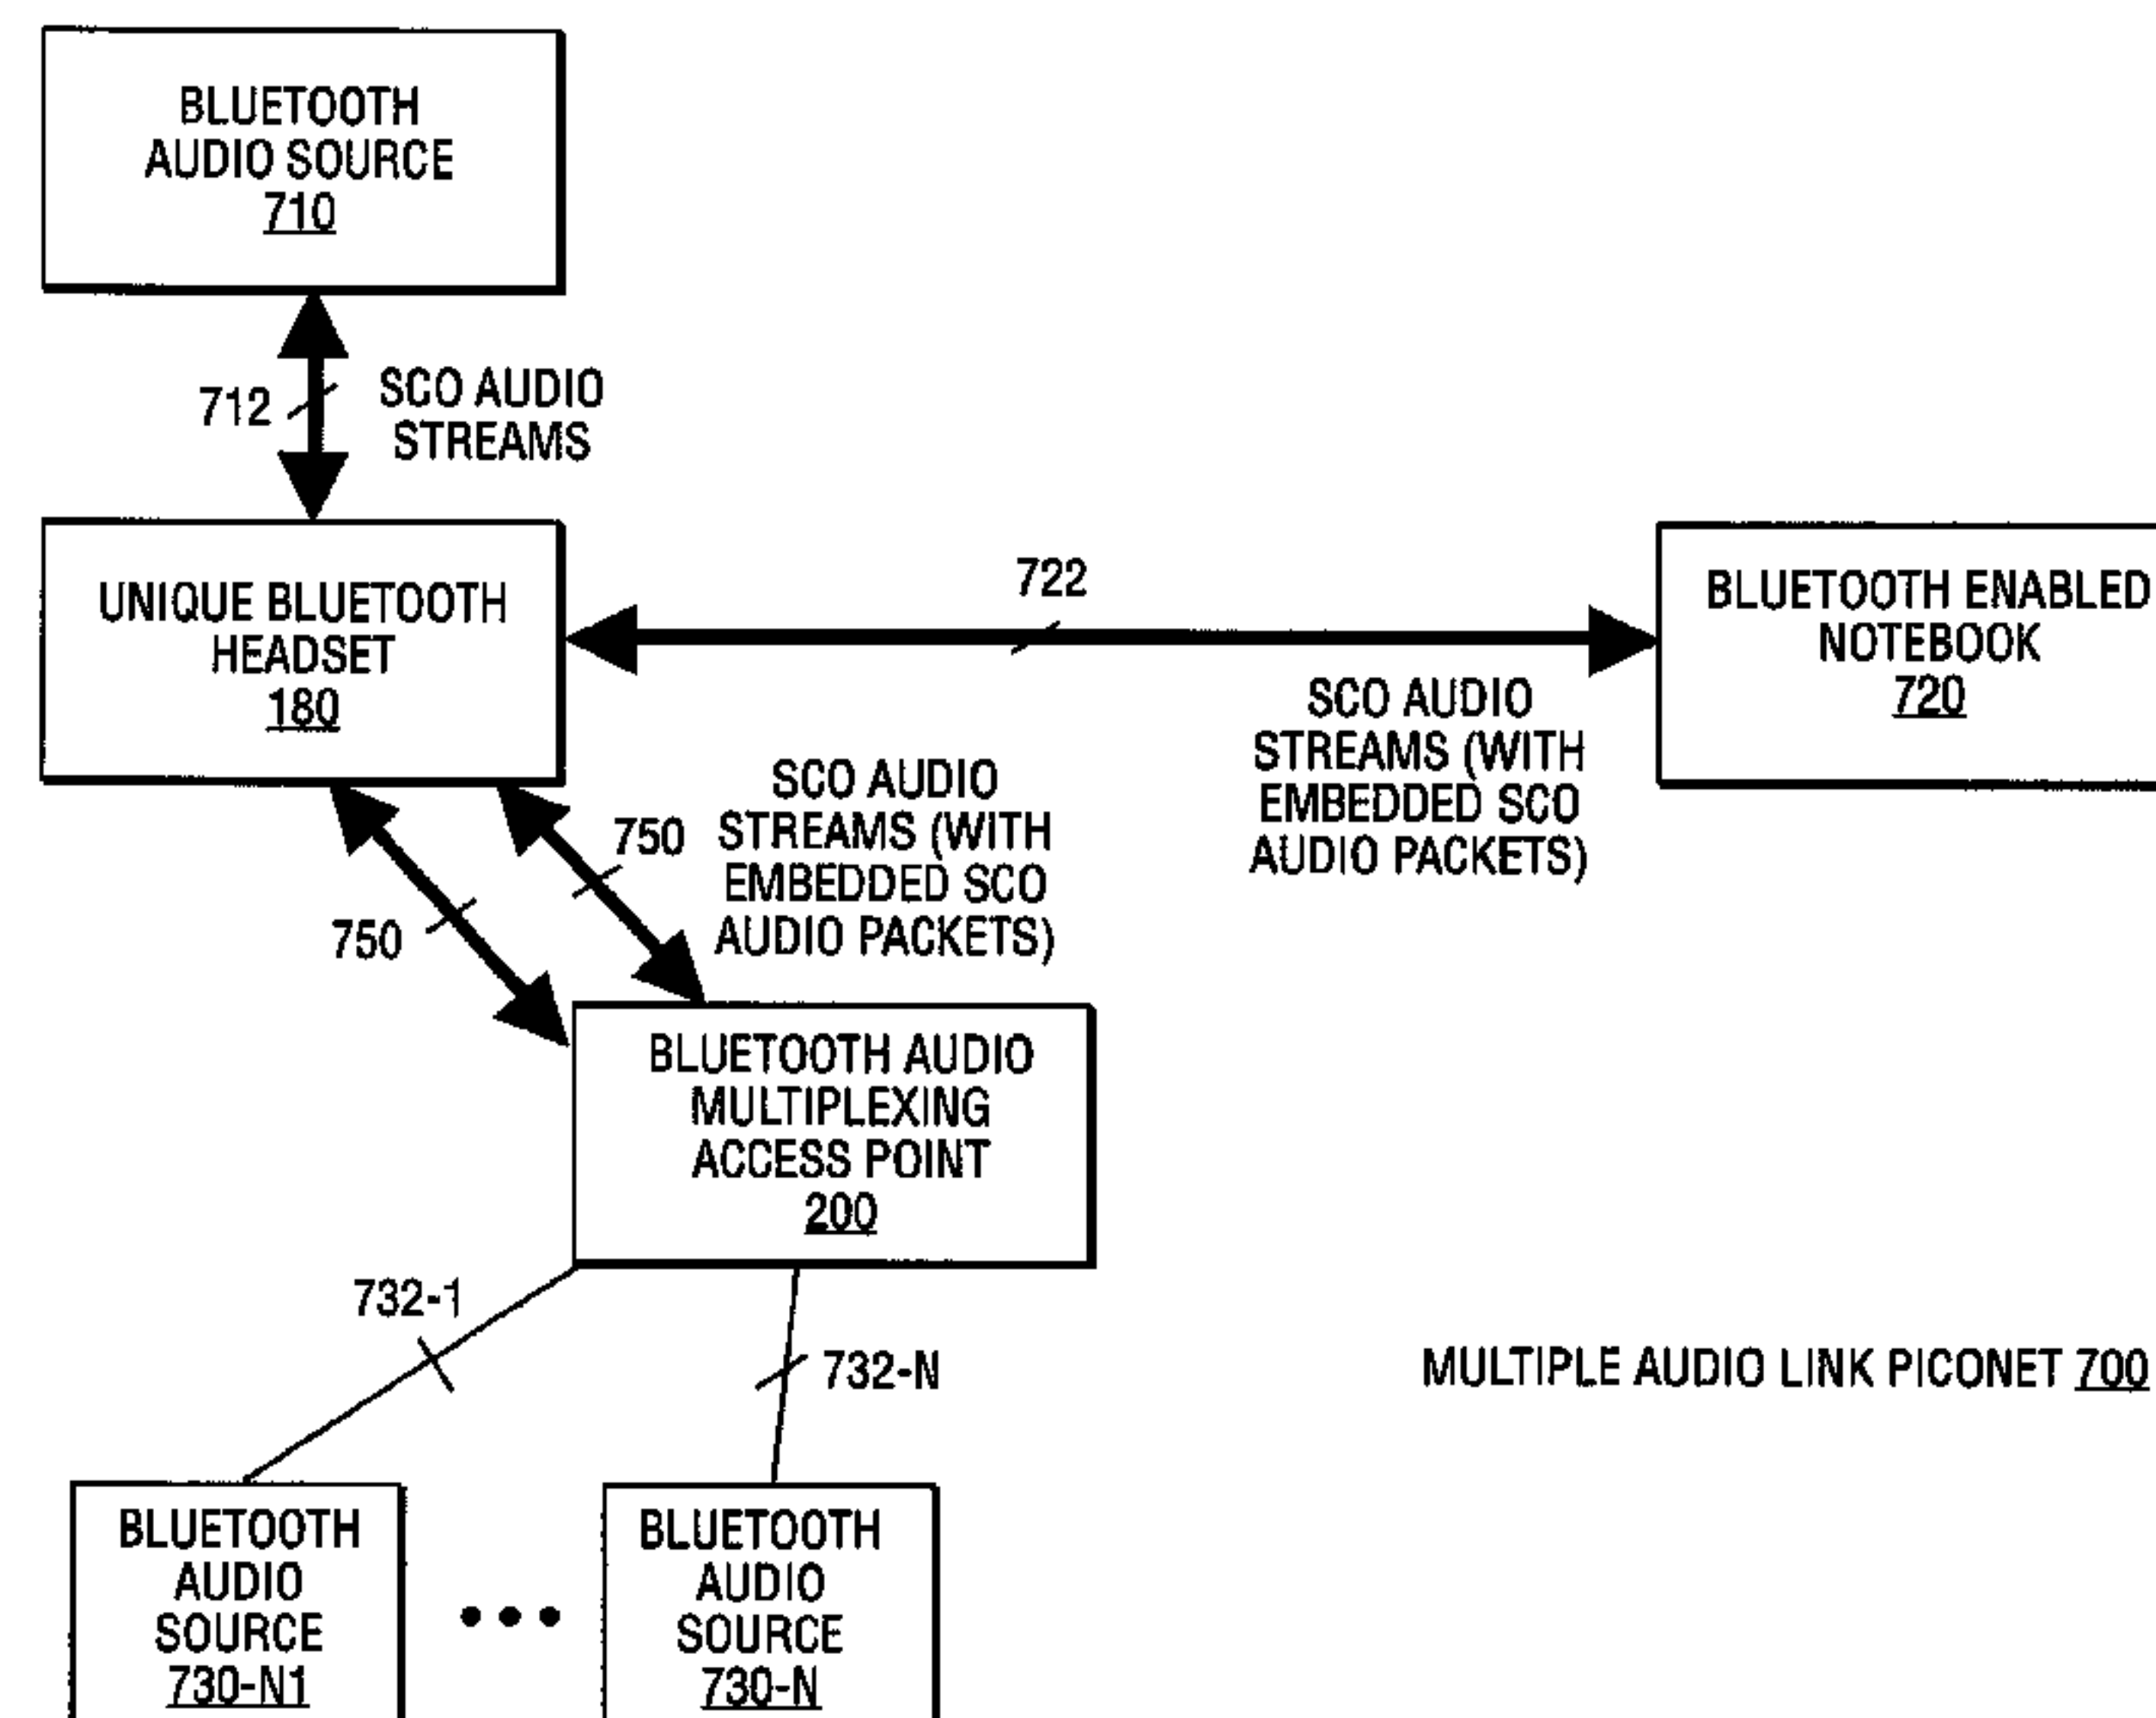 BLUETOOTH
AUDIO SOURCE
710
712
SCO AUDIO
STREAMS
UNIQUE BLUETOOTH
HEADSET
180
722
BLUETOOTH ENABLED
NOTEBOOK
720
SCO AUDIO
STREAMS (WITH
EMBEDDED SCO
AUDIO PACKETS)
750
750
SCO AUDIO
STREAMS (WITH
EMBEDDED SCO
AUDIO PACKETS)
BLUETOOTH AUDIO
MULTIPLEXING
ACCESS POINT
200
732-1
732-N
MULTIPLE AUDIO LINK PICONET 700
BLUETOOTH
AUDIO
SOURCE
730-N1
BLUETOOTH
AUDIO
SOURCE
730-N